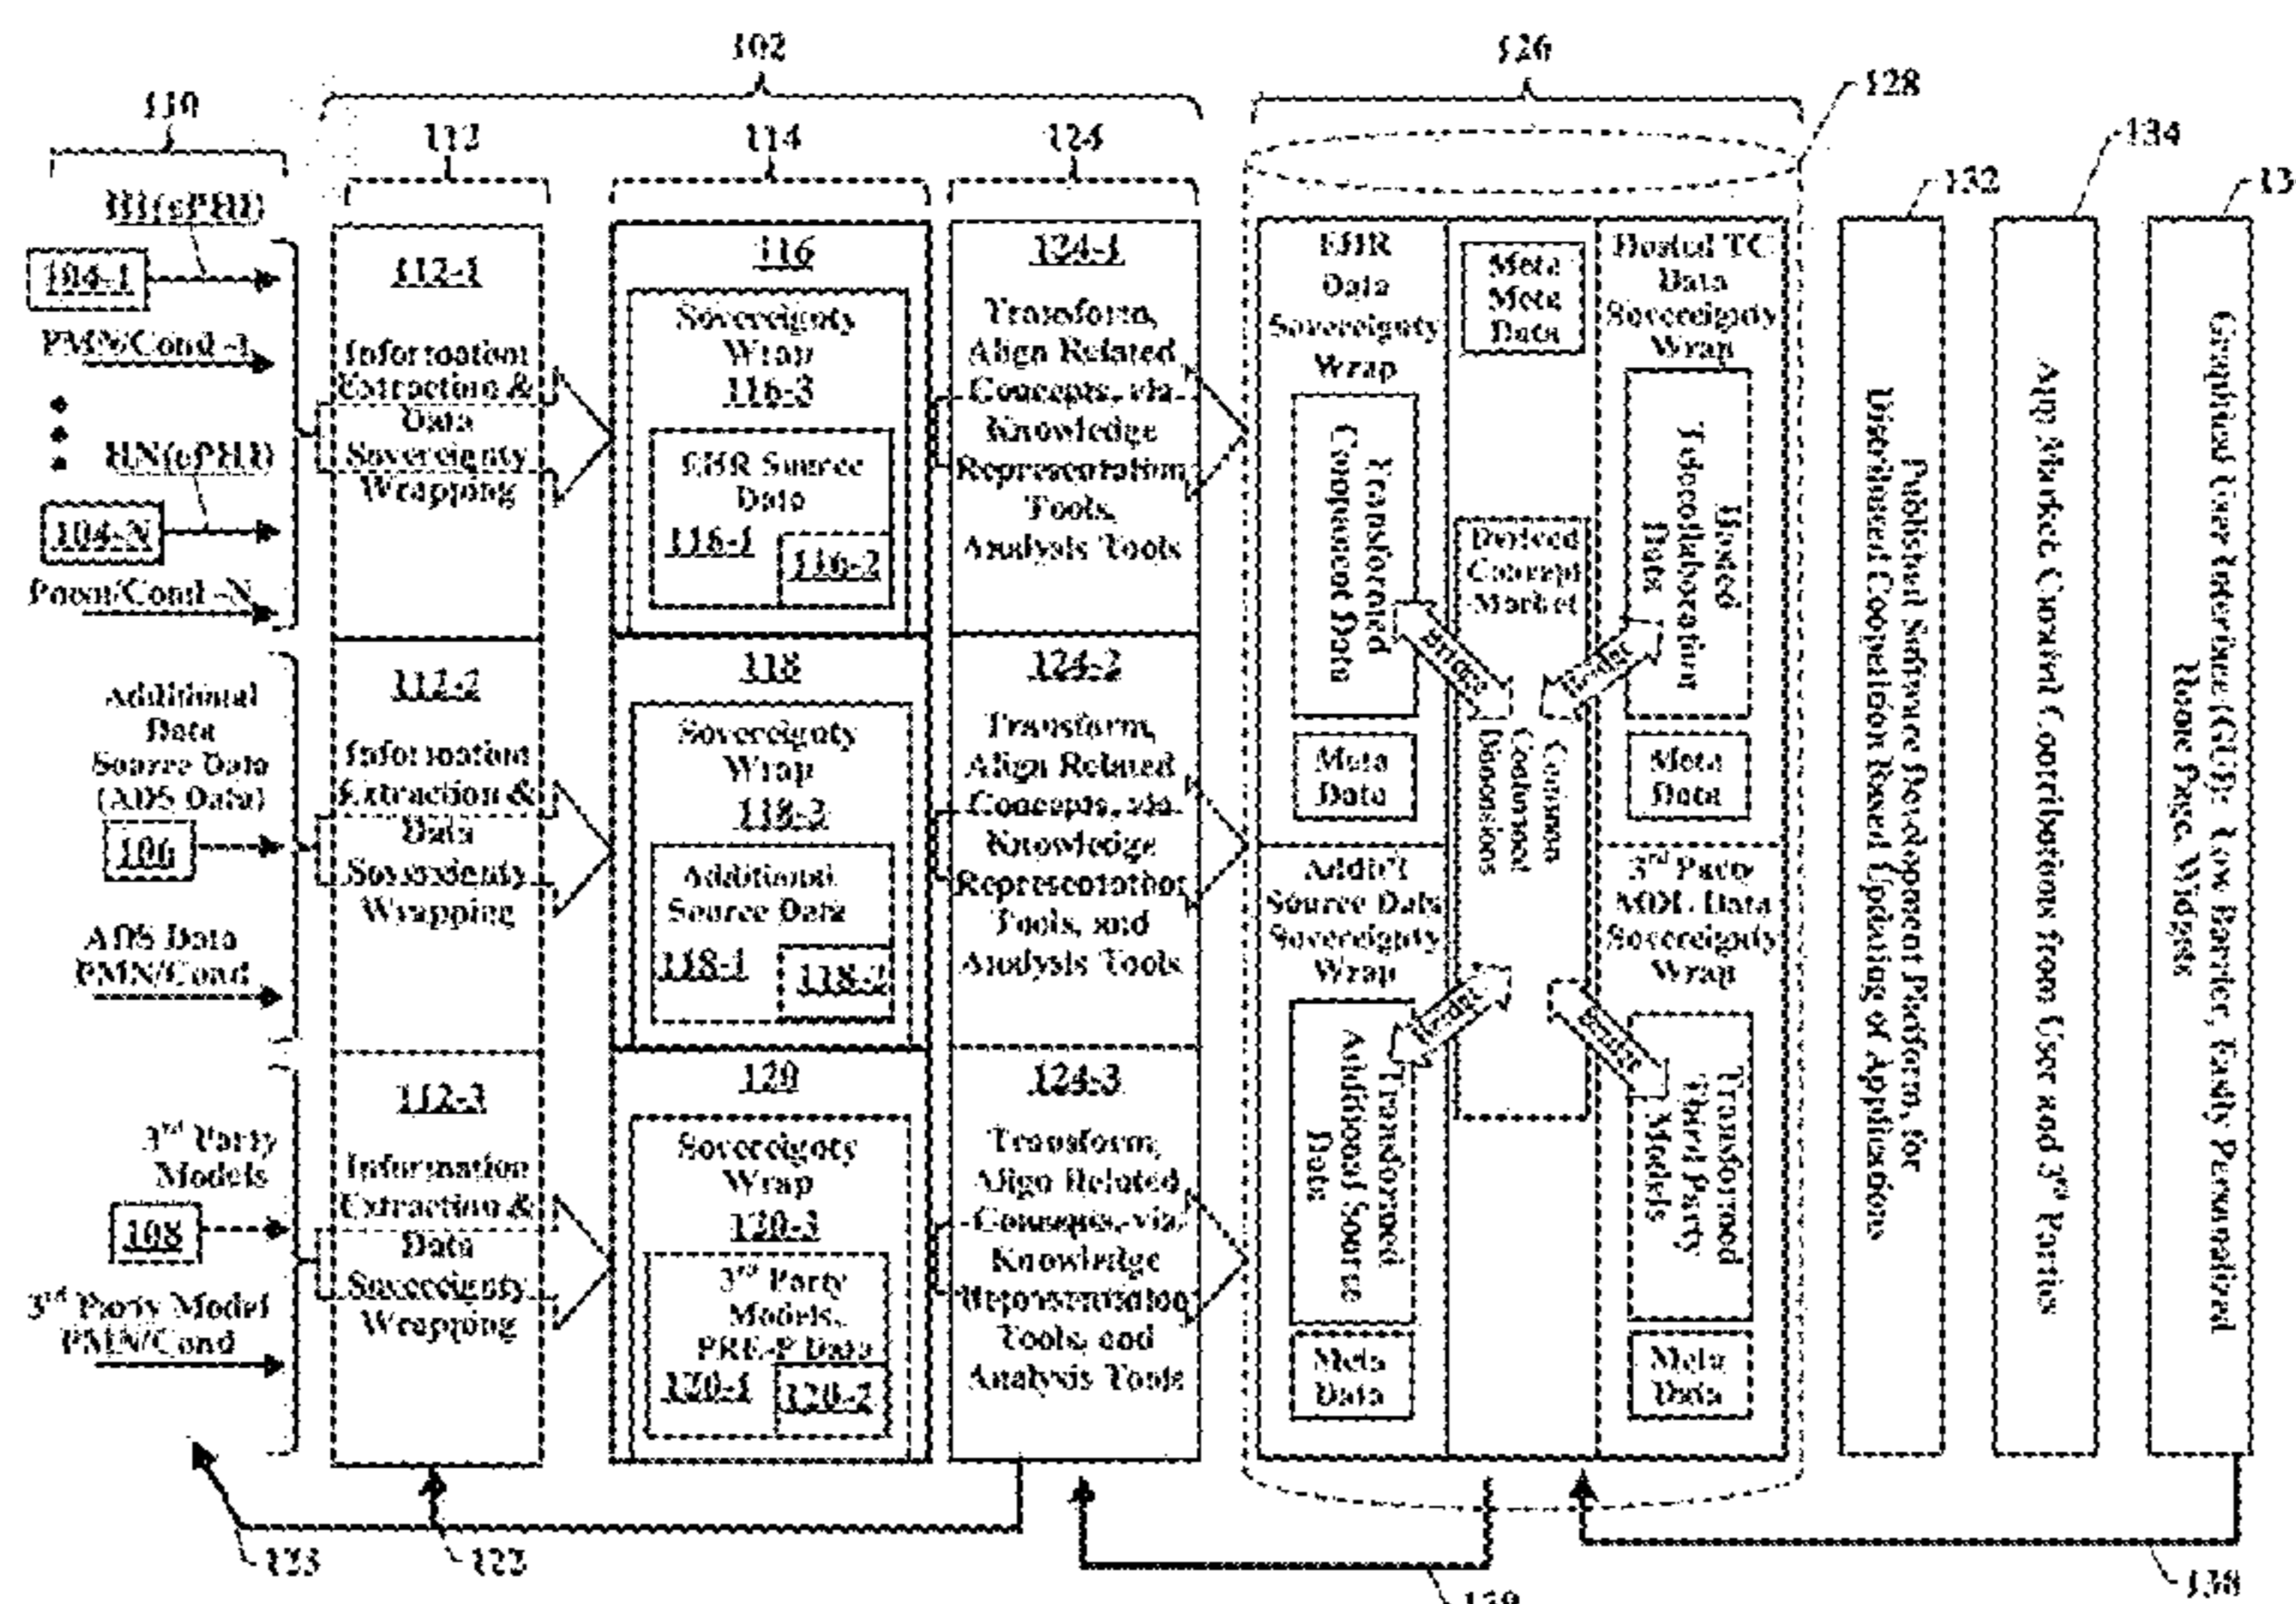 102
126
128
110
112
114
124
134
132
13
H1(ePHI)
104-1
PMN/Cond -1
HN(ePHI)
104-N
Pmn/Cond -N
112-1
Information
Extraction &
Data
Sovereignty
Wrapping
116
Sovereignty
Wrap
116-3
EHR Source
Data
116-1
116-2
124-1
Transform,
Align Related
Concepts, via
Knowledge
Representation
Tools,
Analysis Tools
EHR
Data
Sovereignty
Wrap
Transformed
Component Data
Meta
Data
Meta
Meta
Data
Derived
Concept
Market
Common
Dimensions
Hosted TC
Data
Sovereignty
Wrap
Hosted
Telecollaboration
Data
Meta
Data
Bridge
Bridge
Additional
Data
Source Data
(ADS Data)
106
ADS Data
PMN/Cond
112-2
Information
Extraction &
Data
Sovereignty
Wrapping
118
Sovereignty
Wrap
118-3
Additional
Source Data
118-1
118-2
124-2
Transform,
Align Related
Concepts, via
Knowledge
Representation
Tools, and
Analysis Tools
Addit'l
Source Data
Sovereignty
Wrap
Transformed
Additional Source
Data
Meta
Data
3rd Party
MDL Data
Sovereignty
Wrap
Transformed
Third Party
Models
Meta
Data
Bridge
Bridge
3rd Party
Models
108
3rd Party Model
PMN/Cond
112-3
Information
Extraction &
Data
Sovereignty
Wrapping
120
Sovereignty
Wrap
120-3
3rd Party
Models,
PRE-P Data
120-1
120-2
124-3
Transform,
Align Related
Concepts, via
Knowledge
Representation
Tools, and
Analysis Tools
Published Software Development Platform, for
Distributed Cooperation Based Updating of Applications
App Market Curated Contributions from User and 3rd Parties
Graphical User Interface (GUI): Low Barrier, Easily Personalized
Home Page, Widgets
122
138